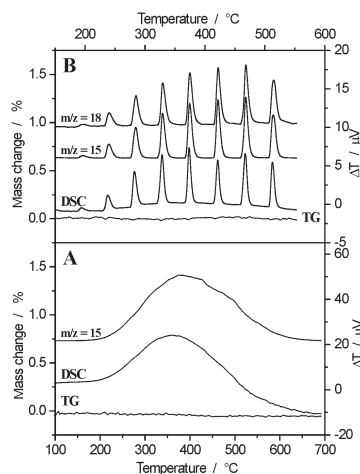 Temperature / °C
200 300 400 500 600
B
Mass change / %
1.5
1.0
0.5
0.0
m/z = 18
m/z = 15
DSC
TG
20
15
10
5
0
-5
ΔT / µV
A
Mass change / %
1.5
1.0
0.5
0.0
m/z = 15
DSC
TG
60
40
20
0
-20
ΔT / µV
100 200 300 400 500 600 700
Temperature / °C